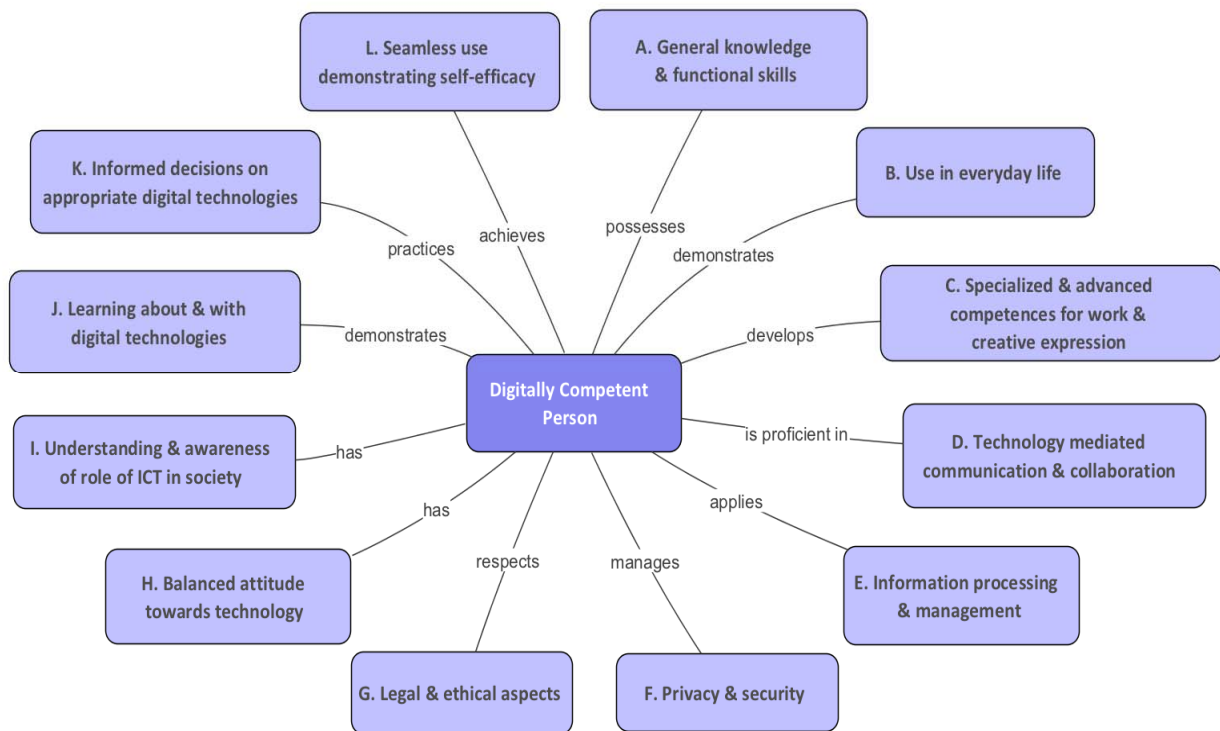 L. Seamless use
demonstrating self-efficacy
A. General knowledge
& functional skills
K. Informed decisions on
appropriate digital technologies
B. Use in everyday life
achieves
possesses
practices
demonstrates
J. Learning about & with
digital technologies
C. Specialized & advanced
competences for work &
creative expression
demonstrates
develops
Digitally Competent
Person
I. Understanding & awareness
of role of ICT in society
has
is proficient in
D. Technology mediated
communication & collaboration
has
applies
respects
manages
H. Balanced attitude
towards technology
E. Information processing
& management
G. Legal & ethical aspects
F. Privacy & security